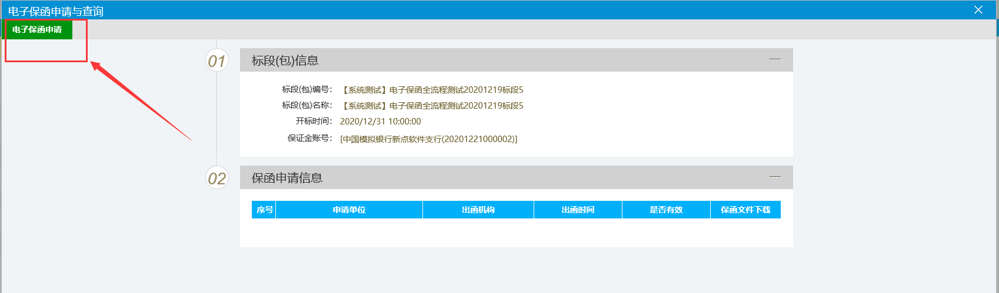 电子保函申请与查询
电子保函申请
01
标段(包)信息
标段(包)编号： 【系统测试】电子保函全流程测试20201219标段5
标段(包)名称： 【系统测试】电子保函全流程测试20201219标段5
开标时间： 2020/12/31 10:00:00
保证金账号： [中国模拟银行新点软件支行(20201221000002)]
02
保函申请信息
序号 申请单位 出函机构 出函时间 是否有效 保函文件下载